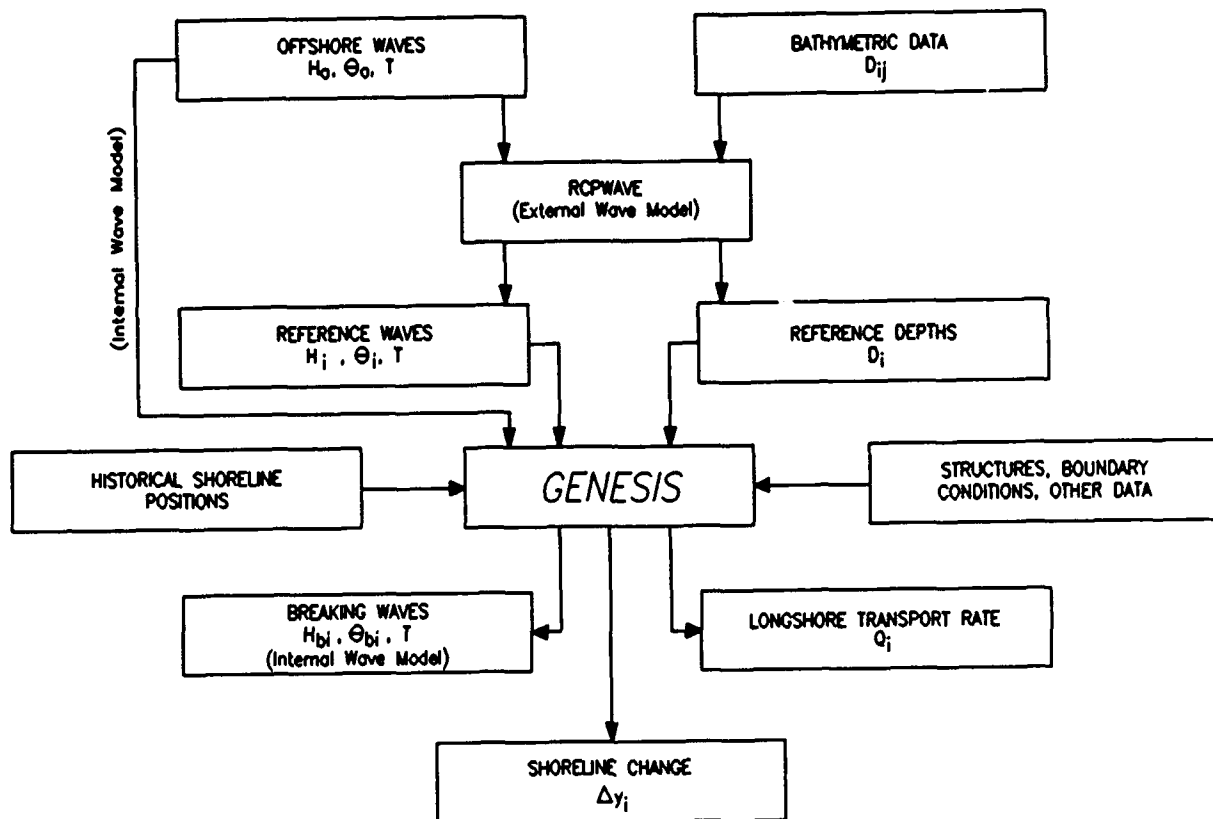 OFFSHORE WAVES
H₀, Θ₀, T
BATHYMETRIC DATA
Dᵢⱼ
(Internal Wave Model)
RCPWAVE
(External Wave Model)
REFERENCE WAVES
Hᵢ , Θᵢ, T
REFERENCE DEPTHS
Dᵢ
HISTORICAL SHORELINE
POSITIONS
GENESIS
STRUCTURES, BOUNDARY
CONDITIONS, OTHER DATA
BREAKING WAVES
H_bi , Θ_bi , T
(Internal Wave Model)
LONGSHORE TRANSPORT RATE
Qᵢ
SHORELINE CHANGE
Δyᵢ